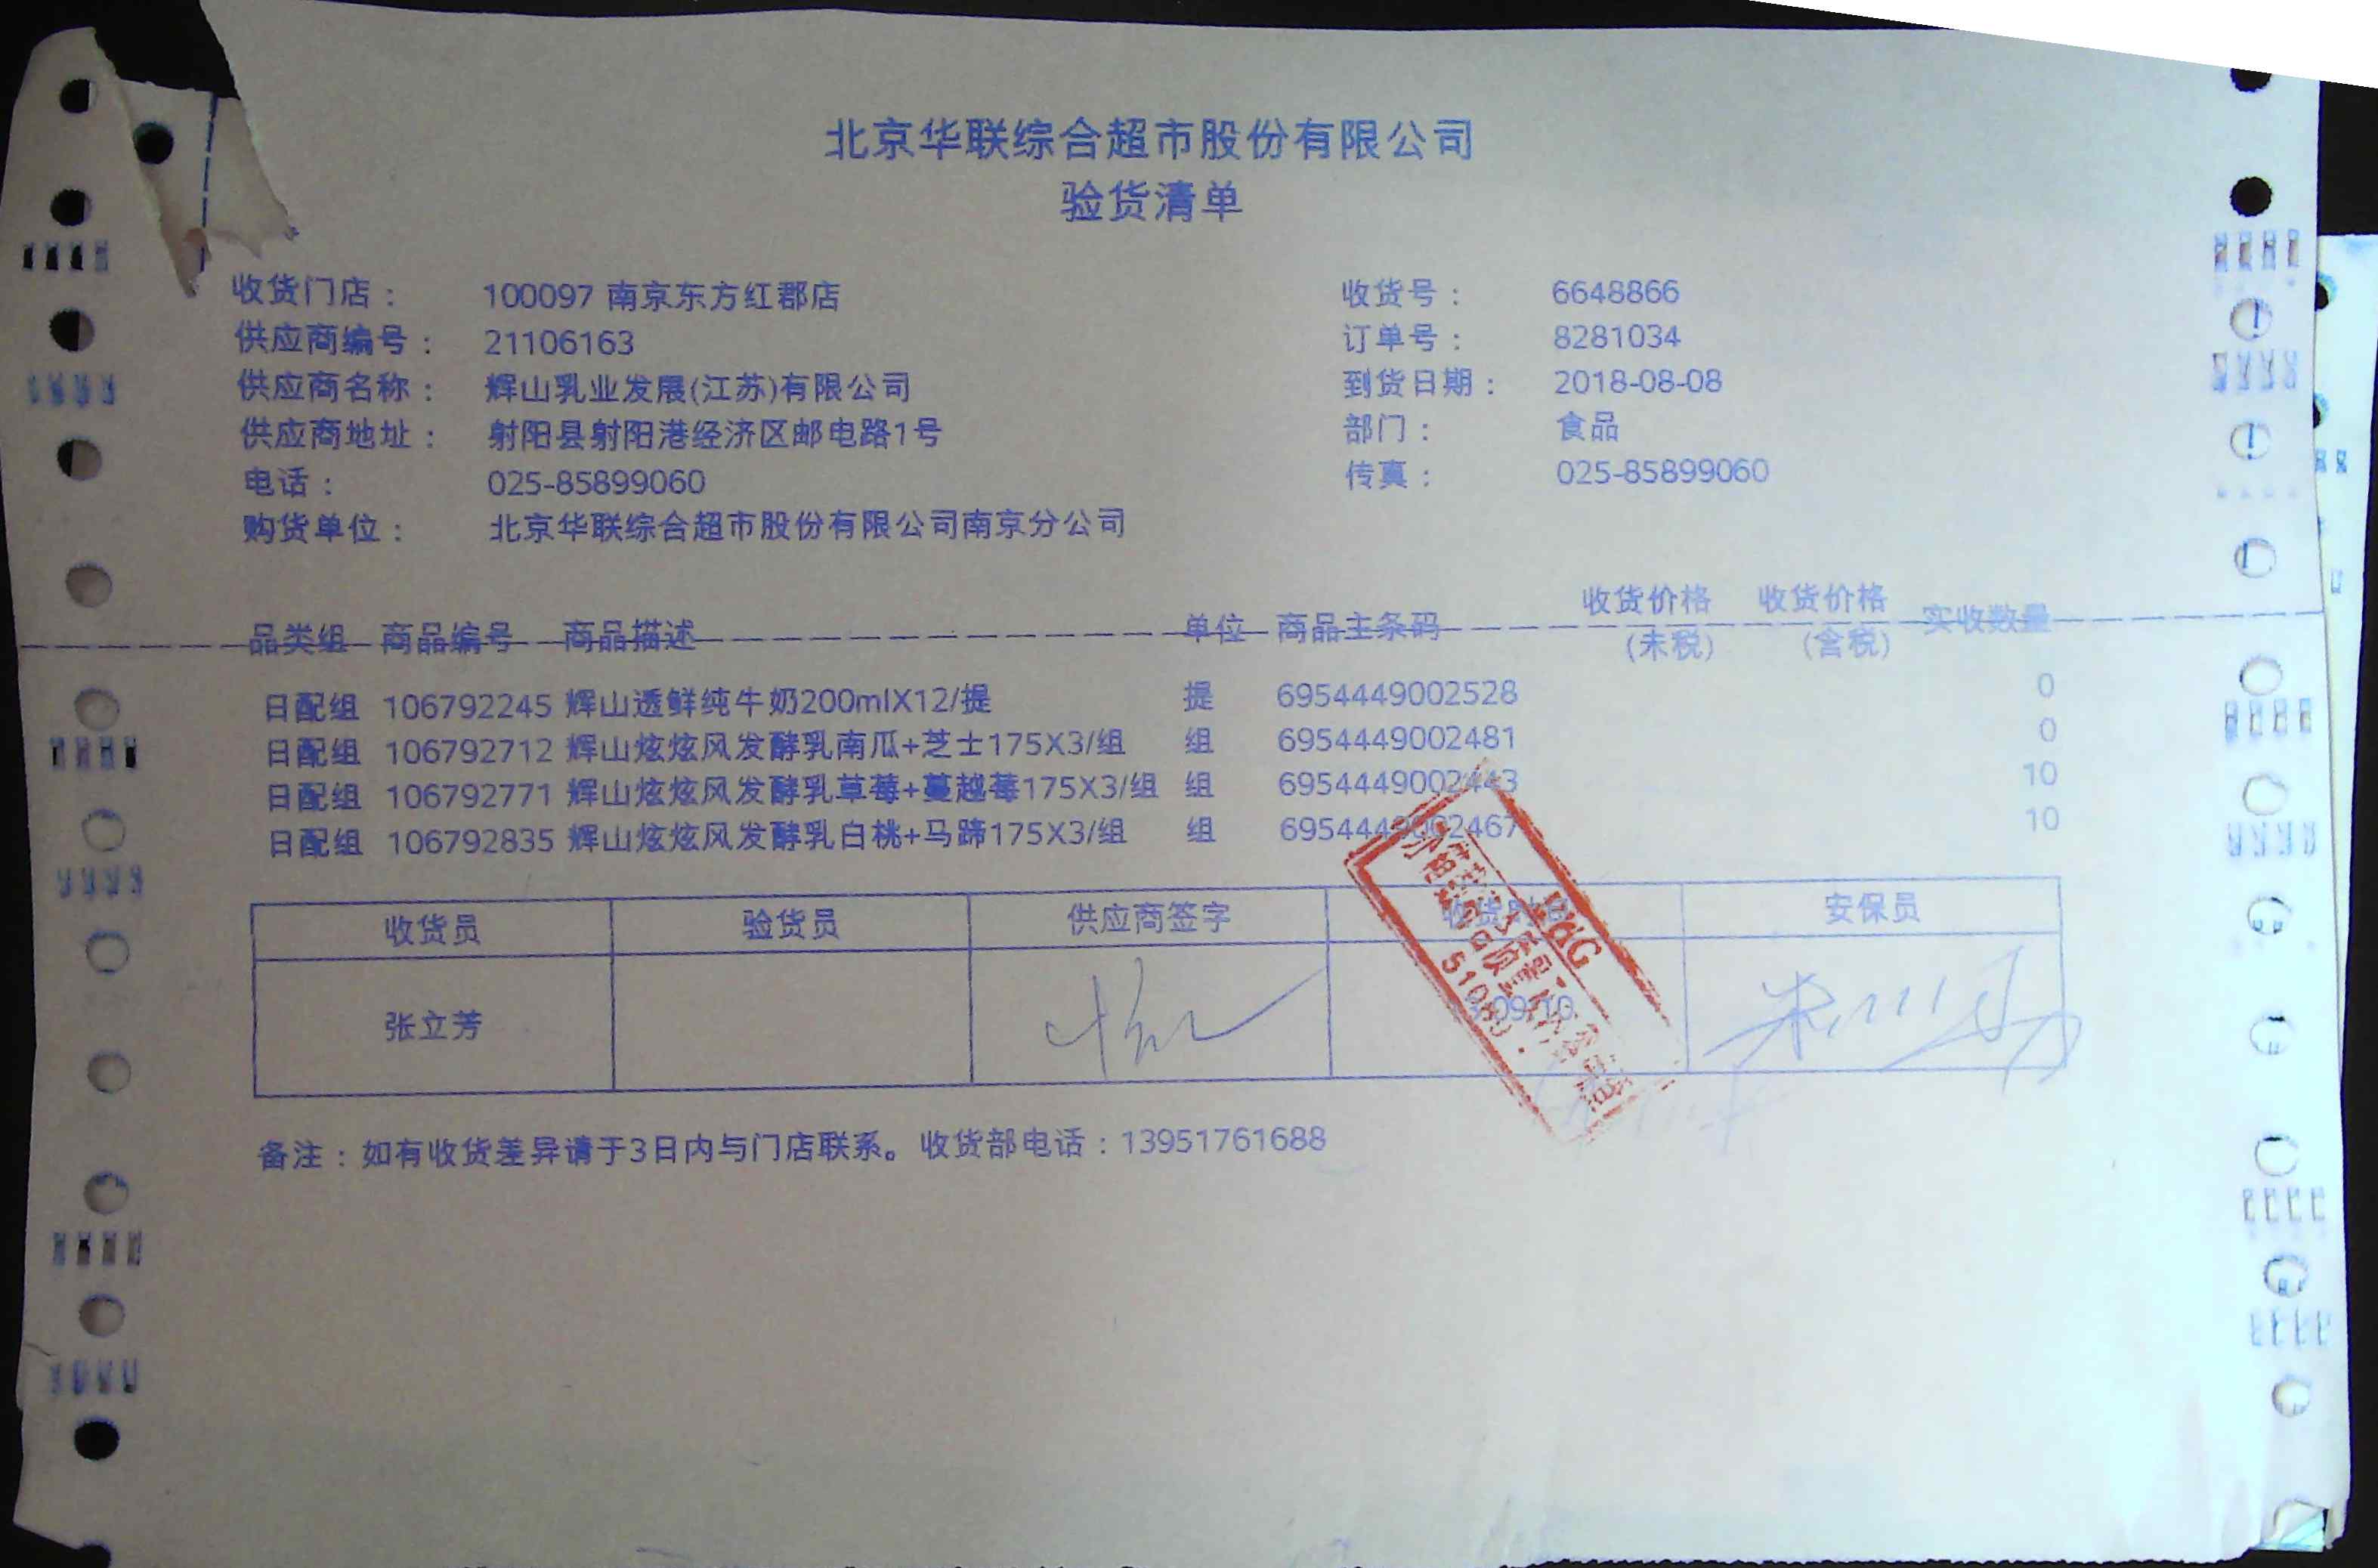 北京华联综合超市股份有限公司
验货清单
收货门店： 100097 南京东方红郡店 收货号： 6648866
供应商编号： 21106163 订单号： 8281034
供应商名称： 辉山乳业发展(江苏)有限公司 到货日期： 2018-08-08
供应商地址： 射阳县射阳港经济区邮电路1号 部门： 食品
电话： 025-85899060 传真： 025-85899060
购货单位： 北京华联综合超市股份有限公司南京分公司
品类组 商品编号 商品描述 单位 商品主条码 收货价格(未税) 收货价格(含税) 实收数量
日配组 106792245 辉山透鲜纯牛奶200mlX12/提 提 6954449002528 0
日配组 106792712 辉山炫炫风发酵乳南瓜+芝士175X3/组 组 6954449002481 0
日配组 106792771 辉山炫炫风发酵乳草莓+蔓越莓175X3/组 组 6954449002443 10
日配组 106792835 辉山炫炫风发酵乳白桃+马蹄175X3/组 组 6954449002467 10
收货员 验货员 供应商签字 收货时间 安保员
张立芳
备注：如有收货差异请于3日内与门店联系。收货部电话：13951761688